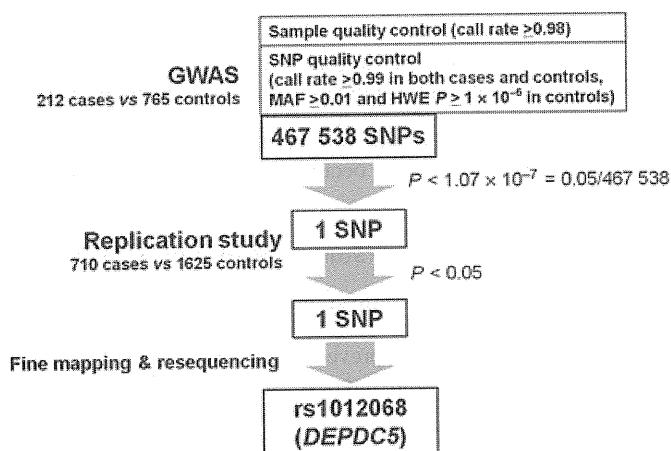 Sample quality control (call rate ≥0.98)
SNP quality control
(call rate ≥0.99 in both cases and controls,
MAF ≥0.01 and HWE P ≥ 1 × 10⁻⁶ in controls)
GWAS
212 cases vs 765 controls
467 538 SNPs
P < 1.07 × 10⁻⁷ = 0.05/467 538
1 SNP
Replication study
710 cases vs 1625 controls
P < 0.05
1 SNP
Fine mapping & resequencing
rs1012068
(DEPDC5)